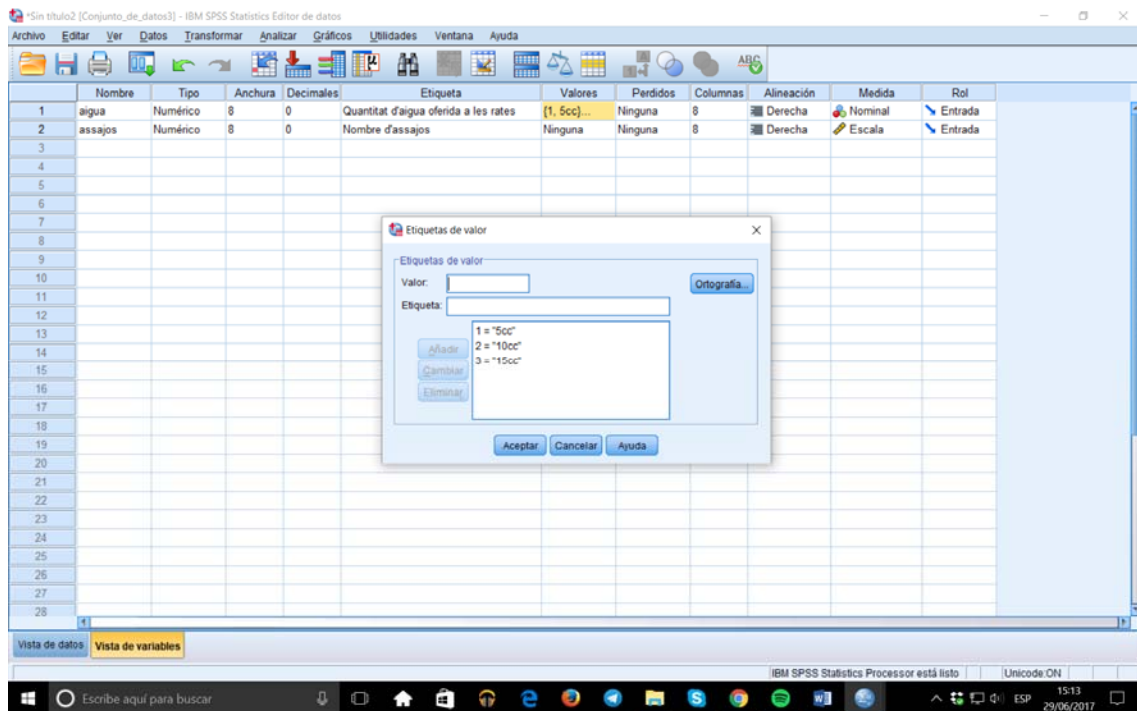 *Sin título2 [Conjunto_de_datos3] - IBM SPSS Statistics Editor de datos
Archivo Editar Ver Datos Transformar Analizar Gráficos Utilidades Ventana Ayuda
Nombre Tipo Anchura Decimales Etiqueta Valores Perdidos Columnas Alineación Medida Rol
1 aigua Numérico 8 0 Quantitat d'aigua oferida a les rates {1, 5cc}... Ninguna 8 Derecha Nominal Entrada
2 assajos Numérico 8 0 Nombre d'assajos Ninguna Ninguna 8 Derecha Escala Entrada
3
4
5
6
7
8
9
10
11
12
13
14
15
16
17
18
19
20
21
22
23
24
25
26
27
28
Etiquetas de valor
Etiquetas de valor
Valor:
Ortografía...
Etiqueta:
1 = "5cc"
2 = "10cc"
3 = "15cc"
Añadir
Cambiar
Eliminar
Aceptar Cancelar Ayuda
Vista de datos Vista de variables
IBM SPSS Statistics Processor está listo Unicode:ON
Escribe aquí para buscar
ESP
15:13
29/06/2017